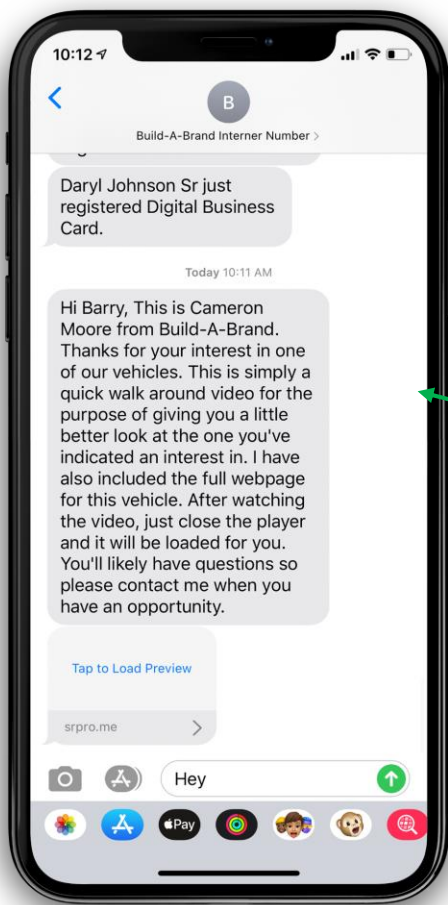 10:12
B
Build-A-Brand Interner Number >
Daryl Johnson Sr just
registered Digital Business
Card.
Today 10:11 AM
Hi Barry, This is Cameron
Moore from Build-A-Brand.
Thanks for your interest in one
of our vehicles. This is simply a
quick walk around video for the
purpose of giving you a little
better look at the one you've
indicated an interest in. I have
also included the full webpage
for this vehicle. After watching
the video, just close the player
and it will be loaded for you.
You'll likely have questions so
please contact me when you
have an opportunity.
Tap to Load Preview
srpro.me
Hey
Pay